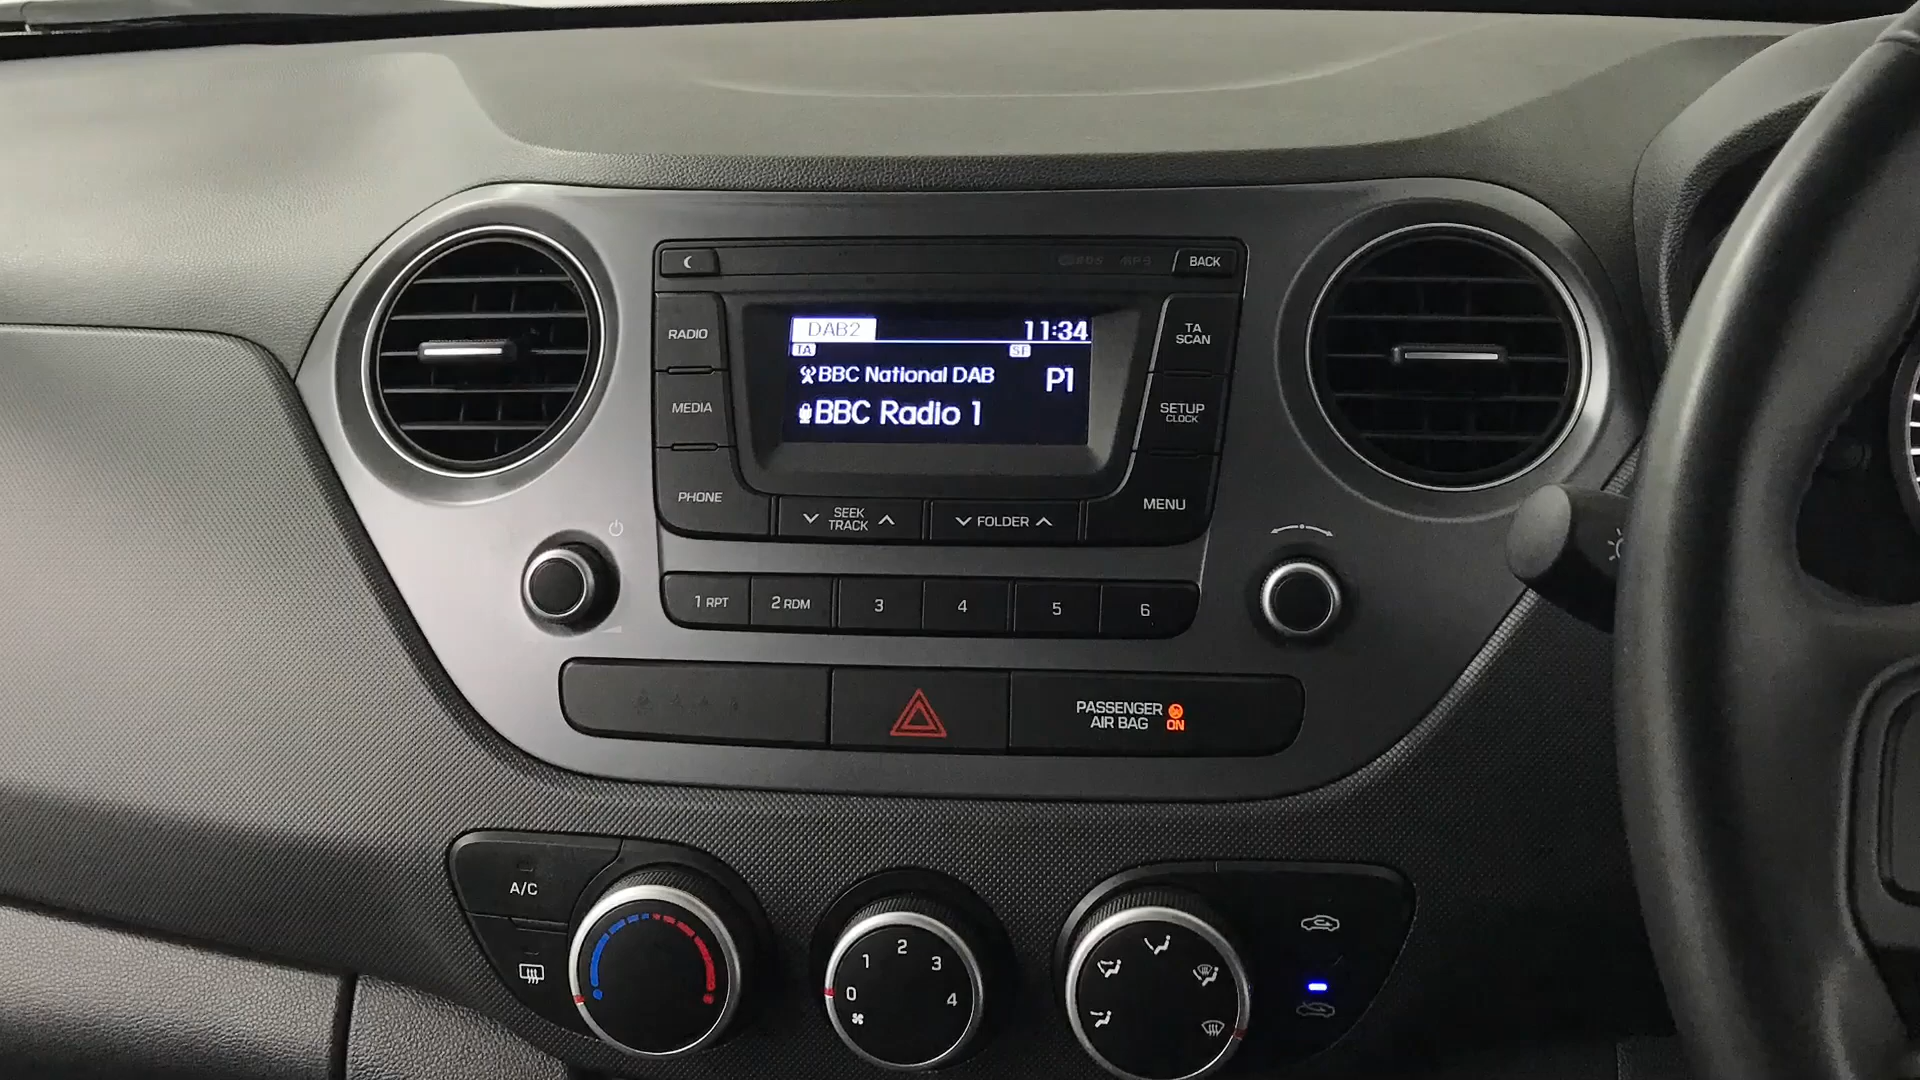 BACK
RADIO
MEDIA
PHONE
DAB2 11:34
TA SF
BBC National DAB P1
BBC Radio 1
TA
SCAN
SETUP
CLOCK
MENU
SEEK
TRACK
FOLDER
1 RPT 2 RDM 3 4 5 6
PASSENGER
AIR BAG ON
A/C
0 1 2 3 4